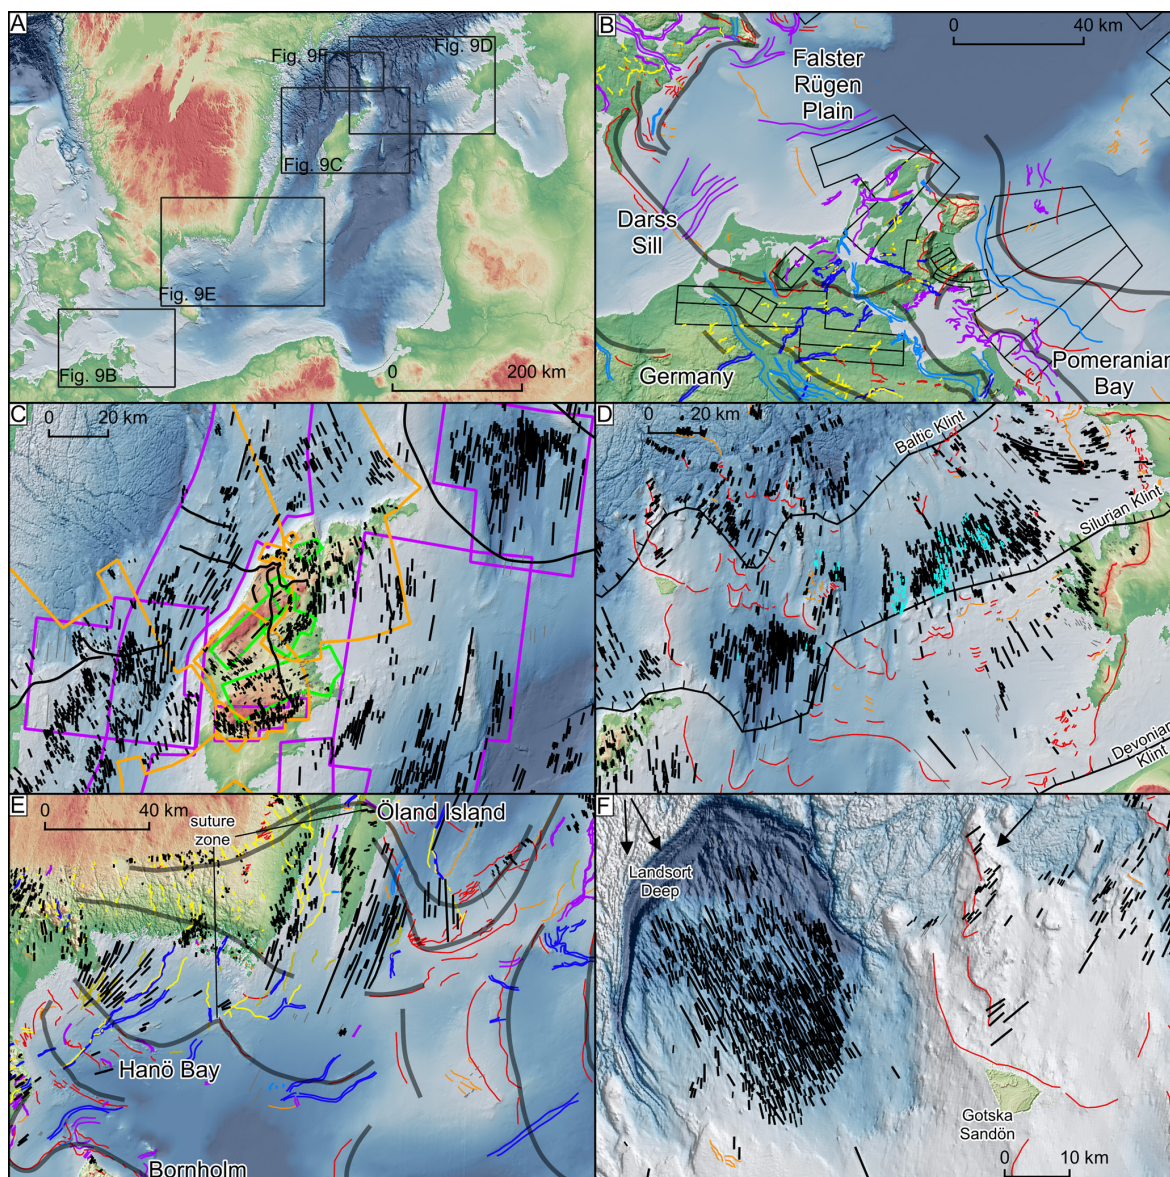 A
Fig. 9F
Fig. 9D
Fig. 9C
Fig. 9E
Fig. 9B
0 200 km
B
0 40 km
Falster
Rügen
Plain
Darss
Sill
Germany
Pomeranian
Bay
C
0 20 km
D
0 20 km
Baltic Klint
Silurian Klint
Devonian
Klint
E
0 40 km
suture
zone
Öland Island
Hanö Bay
Bornholm
F
Landsort
Deep
Gotska
Sandön
0 10 km